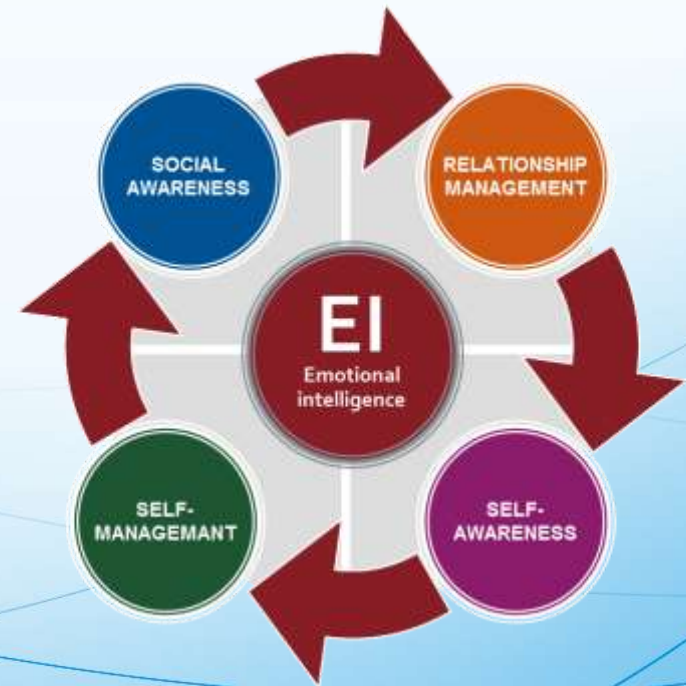 SOCIAL
AWARENESS
RELATIONSHIP
MANAGEMENT
EI
Emotional
intelligence
SELF-
MANAGEMANT
SELF-
AWARENESS